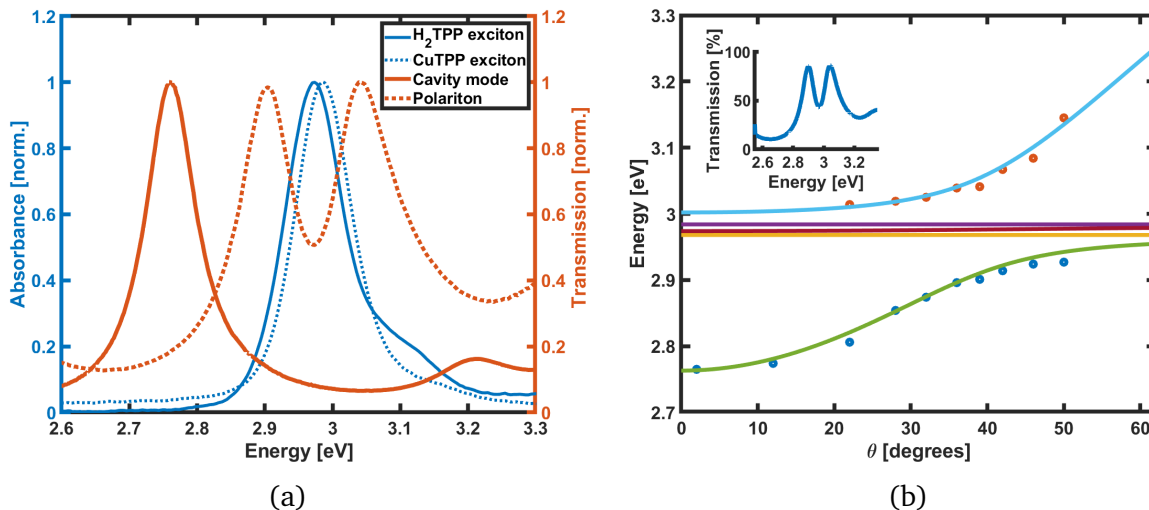 1.2
1
0.8
0.6
0.4
0.2
0
Absorbance [norm.]
2.6 2.7 2.8 2.9 3 3.1 3.2 3.3
Energy [eV]
1.2
1
0.8
0.6
0.4
0.2
0
Transmission [norm.]
H2TPP exciton
CuTPP exciton
Cavity mode
Polariton
(a)
3.3
3.2
3.1
3
2.9
2.8
2.7
Energy [eV]
0 10 20 30 40 50 60
θ [degrees]
100
50
0
Transmission [%]
2.6 2.8 3 3.2
Energy [eV]
(b)